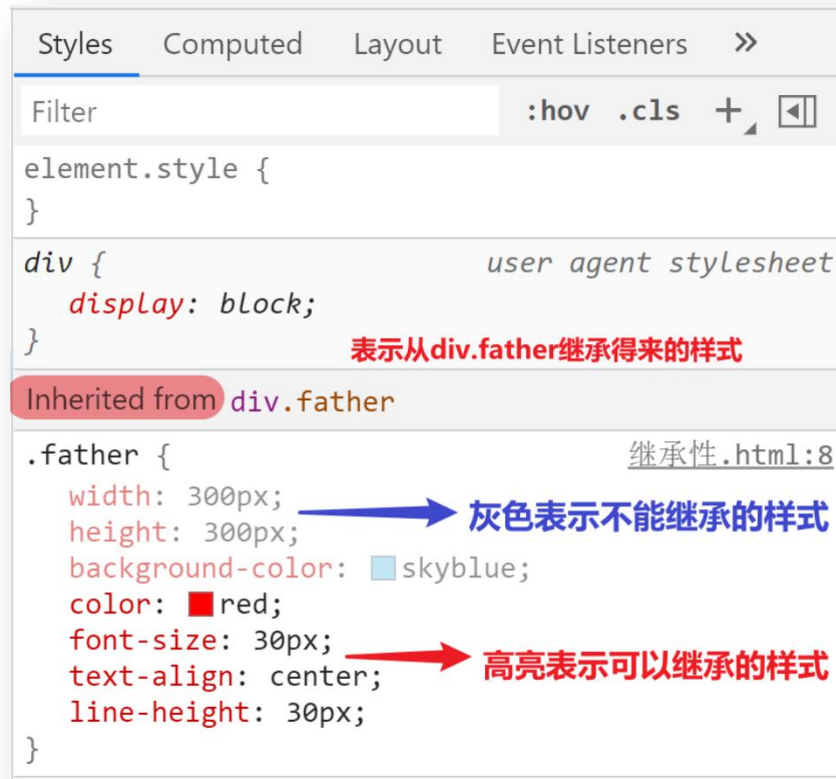 Styles Computed Layout Event Listeners »
Filter :hov .cls +
element.style {
}
div { user agent stylesheet
display: block;
}
表示从div.father继承得来的样式
Inherited from div.father
.father { 继承性.html:8
width: 300px;
灰色表示不能继承的样式
height: 300px;
background-color: skyblue;
color: red;
font-size: 30px;
高亮表示可以继承的样式
text-align: center;
line-height: 30px;
}